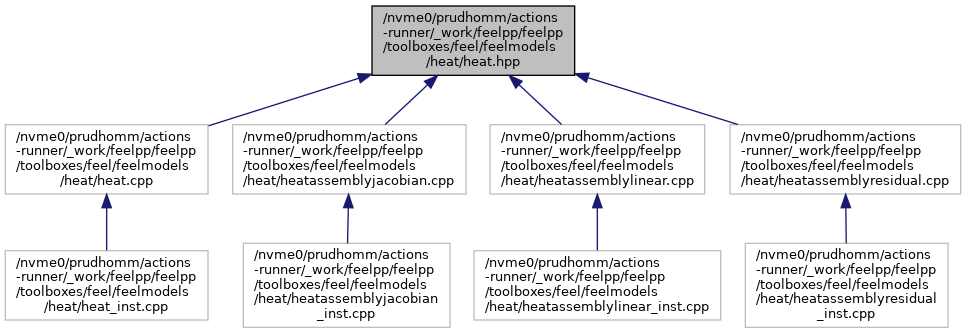 /nvme0/prudhomm/actions
-runner/_work/feelpp/feelpp
/toolboxes/feel/feelmodels
/heat/heat.hpp
/nvme0/prudhomm/actions
-runner/_work/feelpp/feelpp
/toolboxes/feel/feelmodels
/heat/heat.cpp
/nvme0/prudhomm/actions
-runner/_work/feelpp/feelpp
/toolboxes/feel/feelmodels
/heat/heatassemblyjacobian.cpp
/nvme0/prudhomm/actions
-runner/_work/feelpp/feelpp
/toolboxes/feel/feelmodels
/heat/heatassemblylinear.cpp
/nvme0/prudhomm/actions
-runner/_work/feelpp/feelpp
/toolboxes/feel/feelmodels
/heat/heatassemblyresidual.cpp
/nvme0/prudhomm/actions
-runner/_work/feelpp/feelpp
/toolboxes/feel/feelmodels
/heat/heat_inst.cpp
/nvme0/prudhomm/actions
-runner/_work/feelpp/feelpp
/toolboxes/feel/feelmodels
/heat/heatassemblyjacobian
_inst.cpp
/nvme0/prudhomm/actions
-runner/_work/feelpp/feelpp
/toolboxes/feel/feelmodels
/heat/heatassemblylinear_inst.cpp
/nvme0/prudhomm/actions
-runner/_work/feelpp/feelpp
/toolboxes/feel/feelmodels
/heat/heatassemblyresidual
_inst.cpp